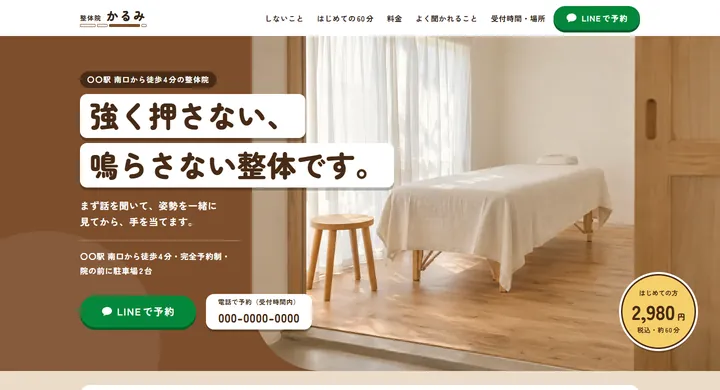 整体院 かるみ
しないこと はじめての60分 料金 よく聞かれること 受付時間・場所 LINEで予約
〇〇駅 南口から徒歩4分の整体院
強く押さない、
鳴らさない整体です。
まず話を聞いて、姿勢を一緒に
見てから、手を当てます。
〇〇駅 南口から徒歩4分・完全予約制・
院の前に駐車場2台
LINEで予約
電話で予約（受付時間内）
000-0000-0000
はじめての方
2,980円
税込・約60分